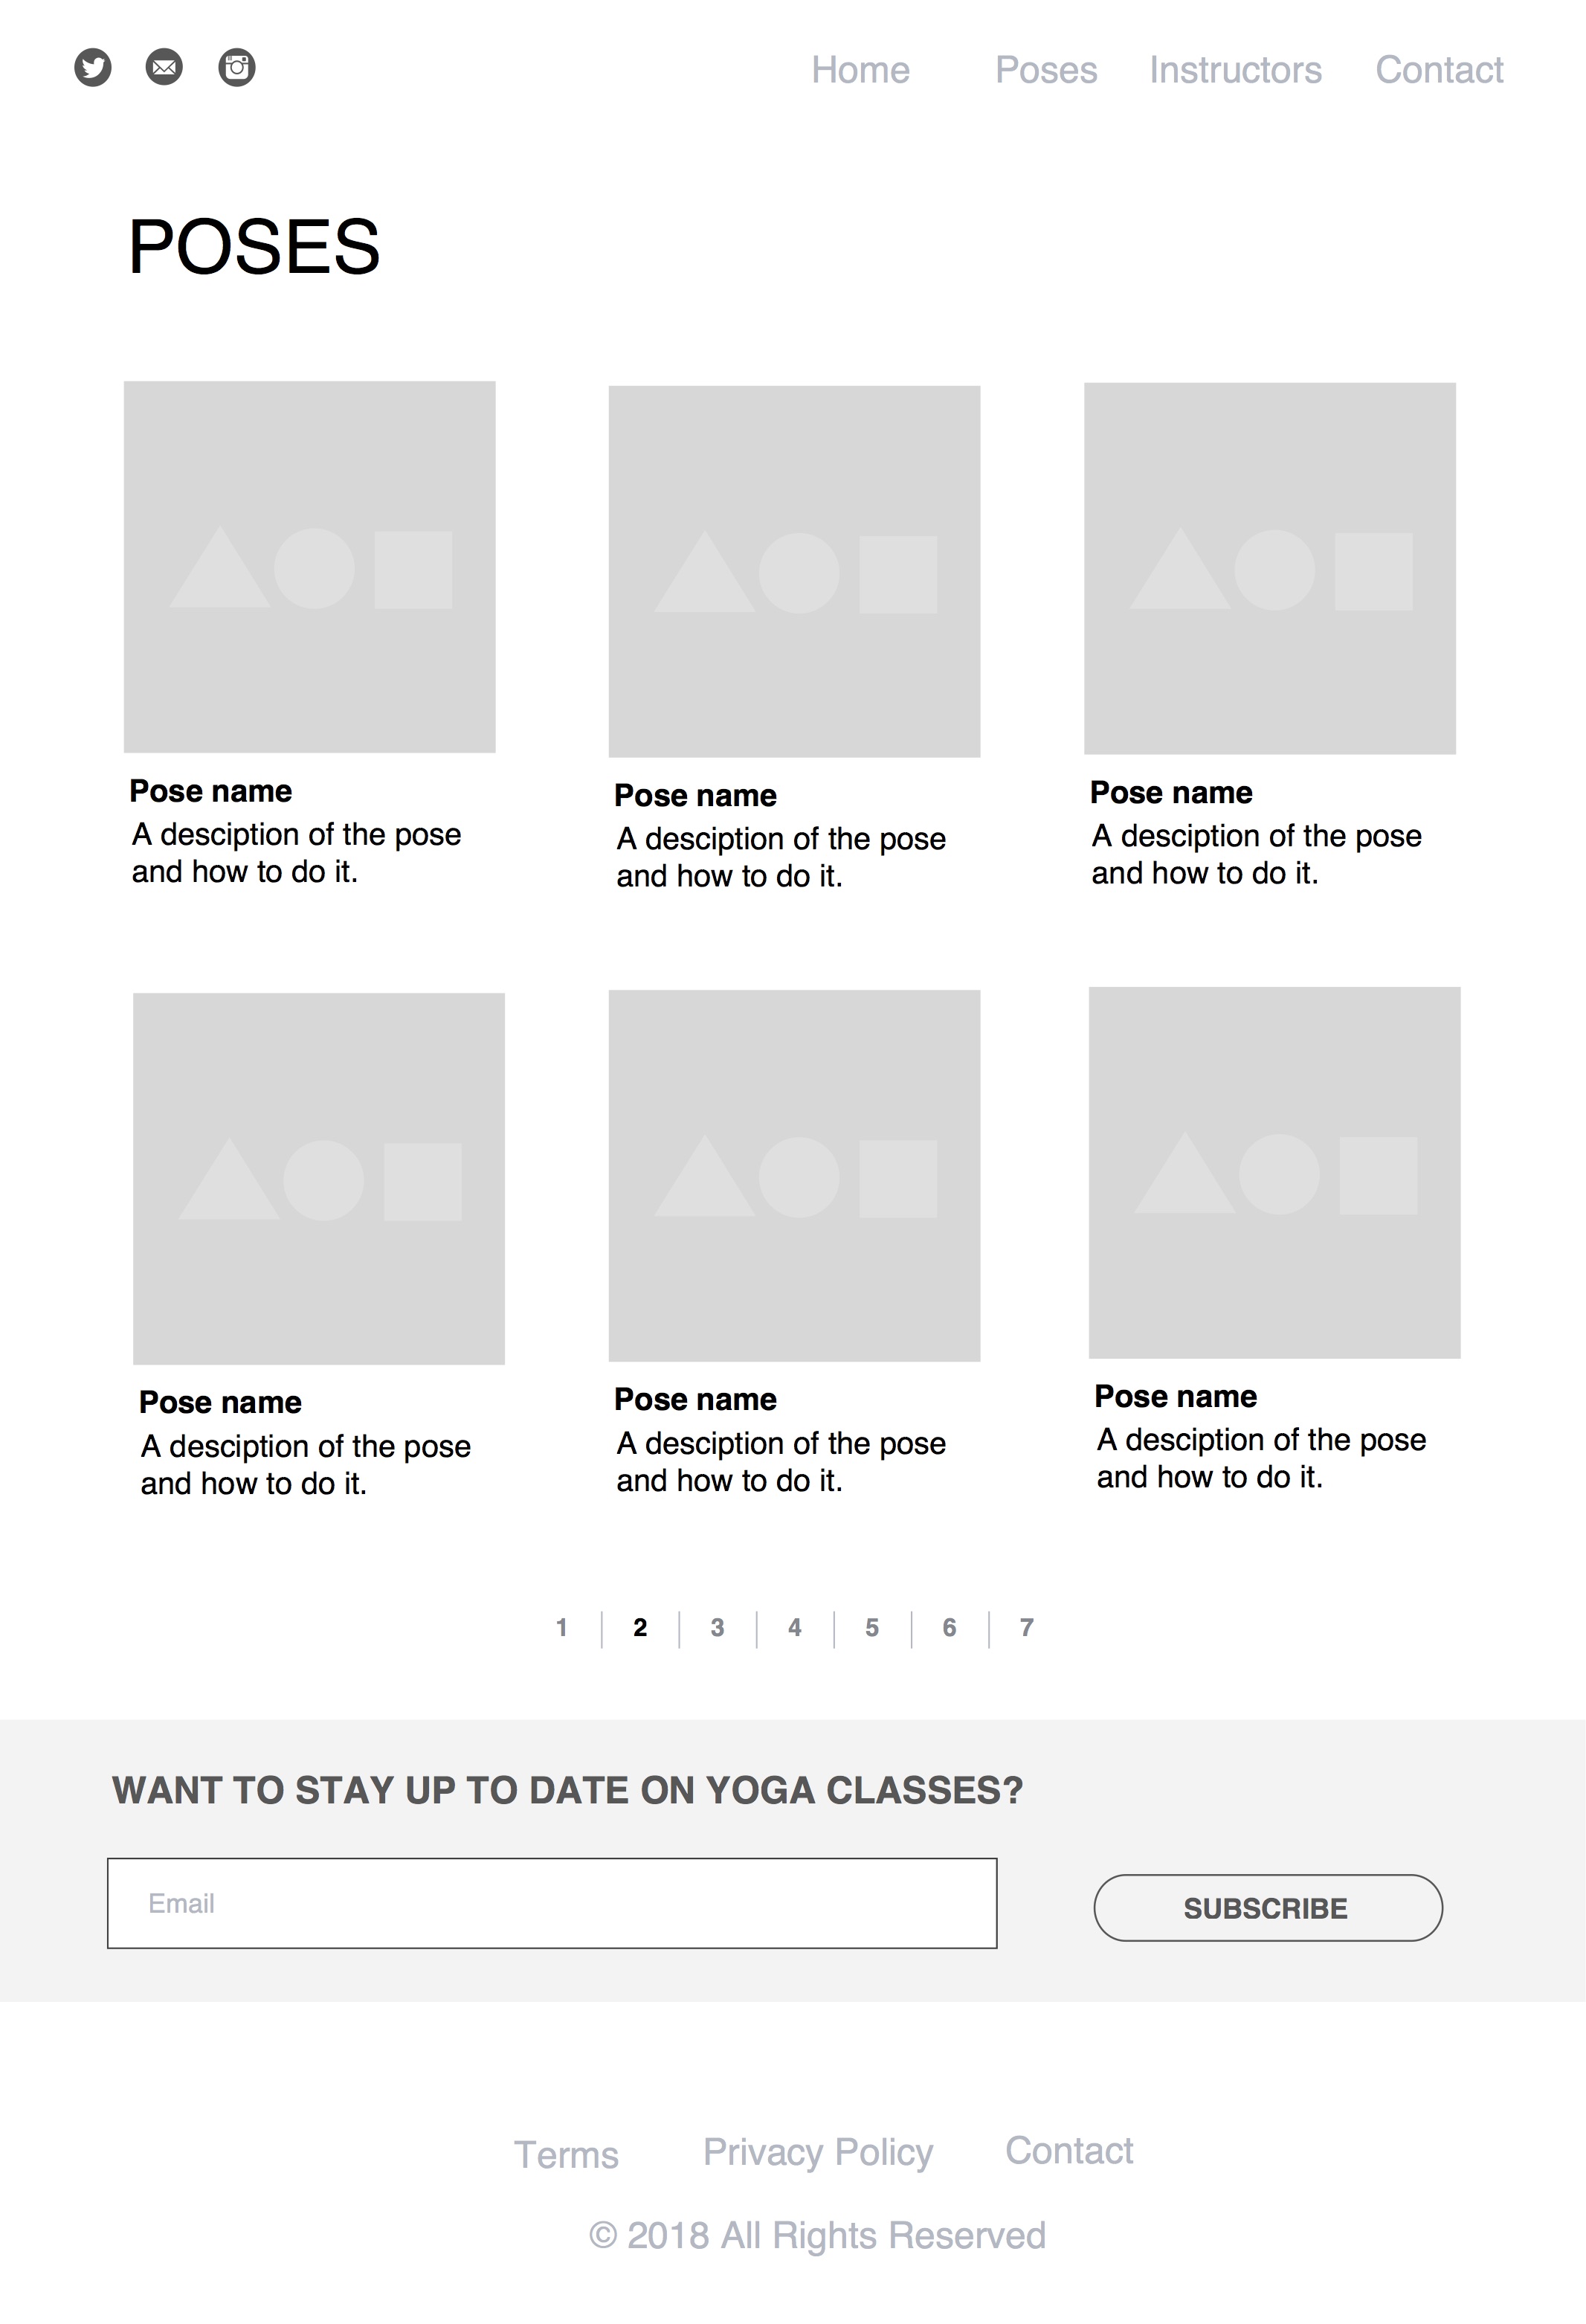 Home Poses Instructors Contact
POSES
Pose name
A desciption of the pose
and how to do it.
Pose name
A desciption of the pose
and how to do it.
Pose name
A desciption of the pose
and how to do it.
Pose name
A desciption of the pose
and how to do it.
Pose name
A desciption of the pose
and how to do it.
Pose name
A desciption of the pose
and how to do it.
1 2 3 4 5 6 7
WANT TO STAY UP TO DATE ON YOGA CLASSES?
Email
SUBSCRIBE
Terms Privacy Policy Contact
© 2018 All Rights Reserved